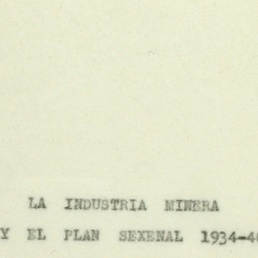 LA INDUSTRIA MINERA
Y EL PLAN SEXENAL 1934-40